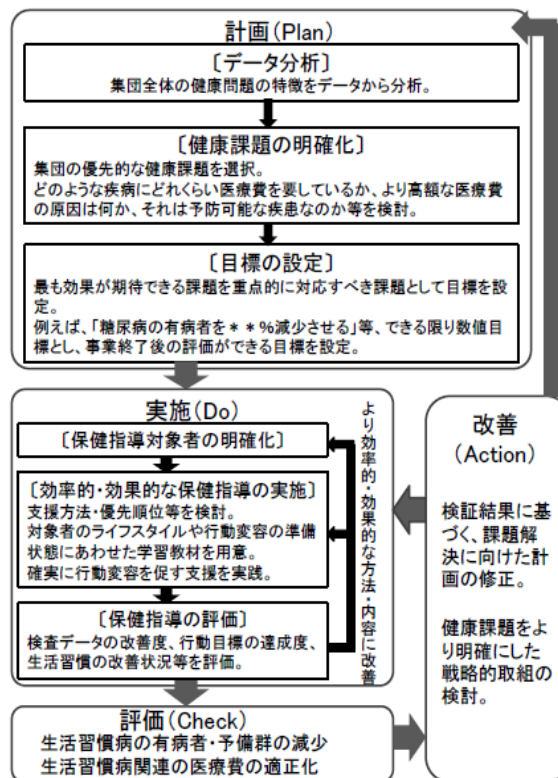 計画(Plan)
〔データ分析〕
集団全体の健康問題の特徴をデータから分析。
〔健康課題の明確化〕
集団の優先的な健康課題を選択。
どのような疾病にどれくらい医療費を要しているか、より高額な医療費
の原因は何か、それは予防可能な疾患なのか等を検討。
〔目標の設定〕
最も効果が期待できる課題を重点的に対応すべき課題として目標を設
定。
例えば、「糖尿病の有病者を＊＊%減少させる」等、できる限り数値目
標とし、事業終了後の評価ができる目標を設定。
実施(Do)
〔保健指導対象者の明確化〕
〔効率的・効果的な保健指導の実施〕
支援方法・優先順位等を検討。
対象者のライフスタイルや行動変容の準備
状態にあわせた学習教材を用意。
確実に行動変容を促す支援を実践。
〔保健指導の評価〕
検査データの改善度、行動目標の達成度、
生活習慣の改善状況等を評価。
より効率的・効果的な方法・内容に改善
評価(Check)
生活習慣病の有病者・予備群の減少
生活習慣病関連の医療費の適正化
改善
(Action)
検証結果に
基づく、課題解
決に向けた計
画の修正。
健康課題をよ
り明確にした
戦略的取組の
検討。